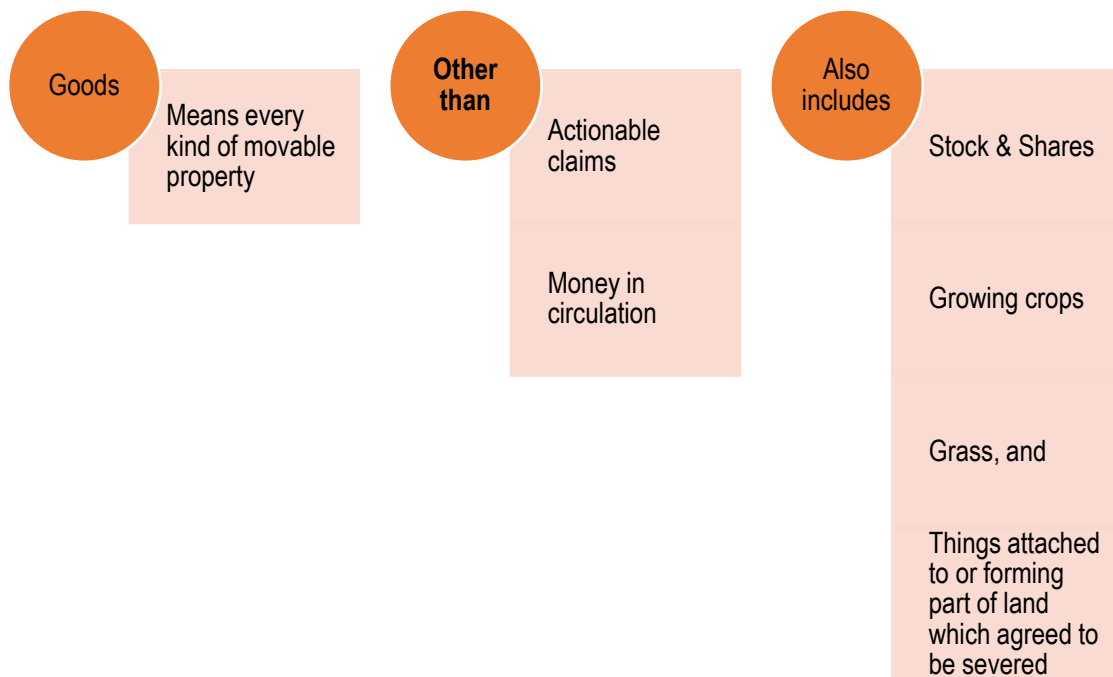 Goods
Means every
kind of movable
property
Other
than
Actionable
claims
Money in
circulation
Also
includes
Stock & Shares
Growing crops
Grass, and
Things attached
to or forming
part of land
which agreed to
be severed